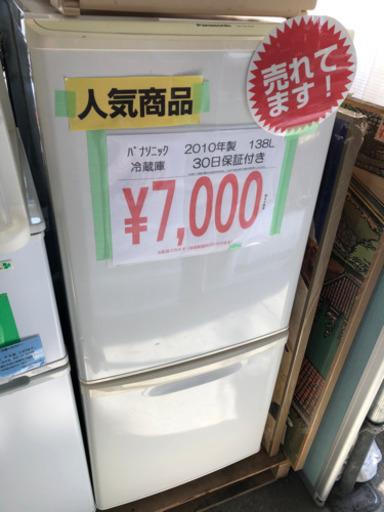 Panasonic
売れて
ます!
人気商品
ﾊﾟﾅｿﾆｯｸ 2010年製 138L
冷蔵庫 30日保証付き
¥7,000